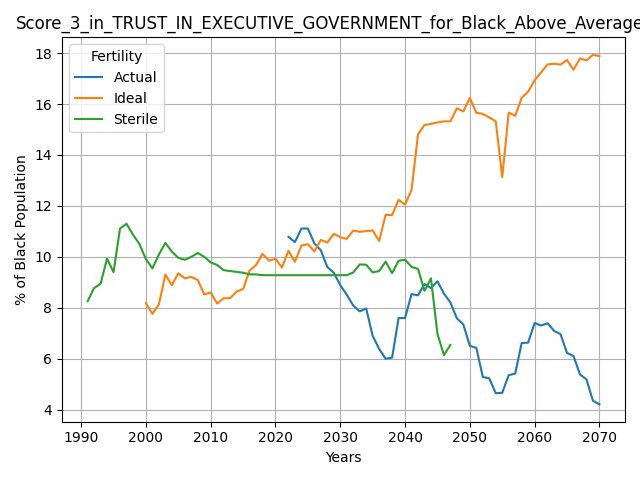 Score_3_in_TRUST_IN_EXECUTIVE_GOVERNMENT_for_Black_Above_Average
Fertility
Actual
Ideal
Sterile
18
16
14
12
10
8
6
4
% of Black Population
1990 2000 2010 2020 2030 2040 2050 2060 2070
Years